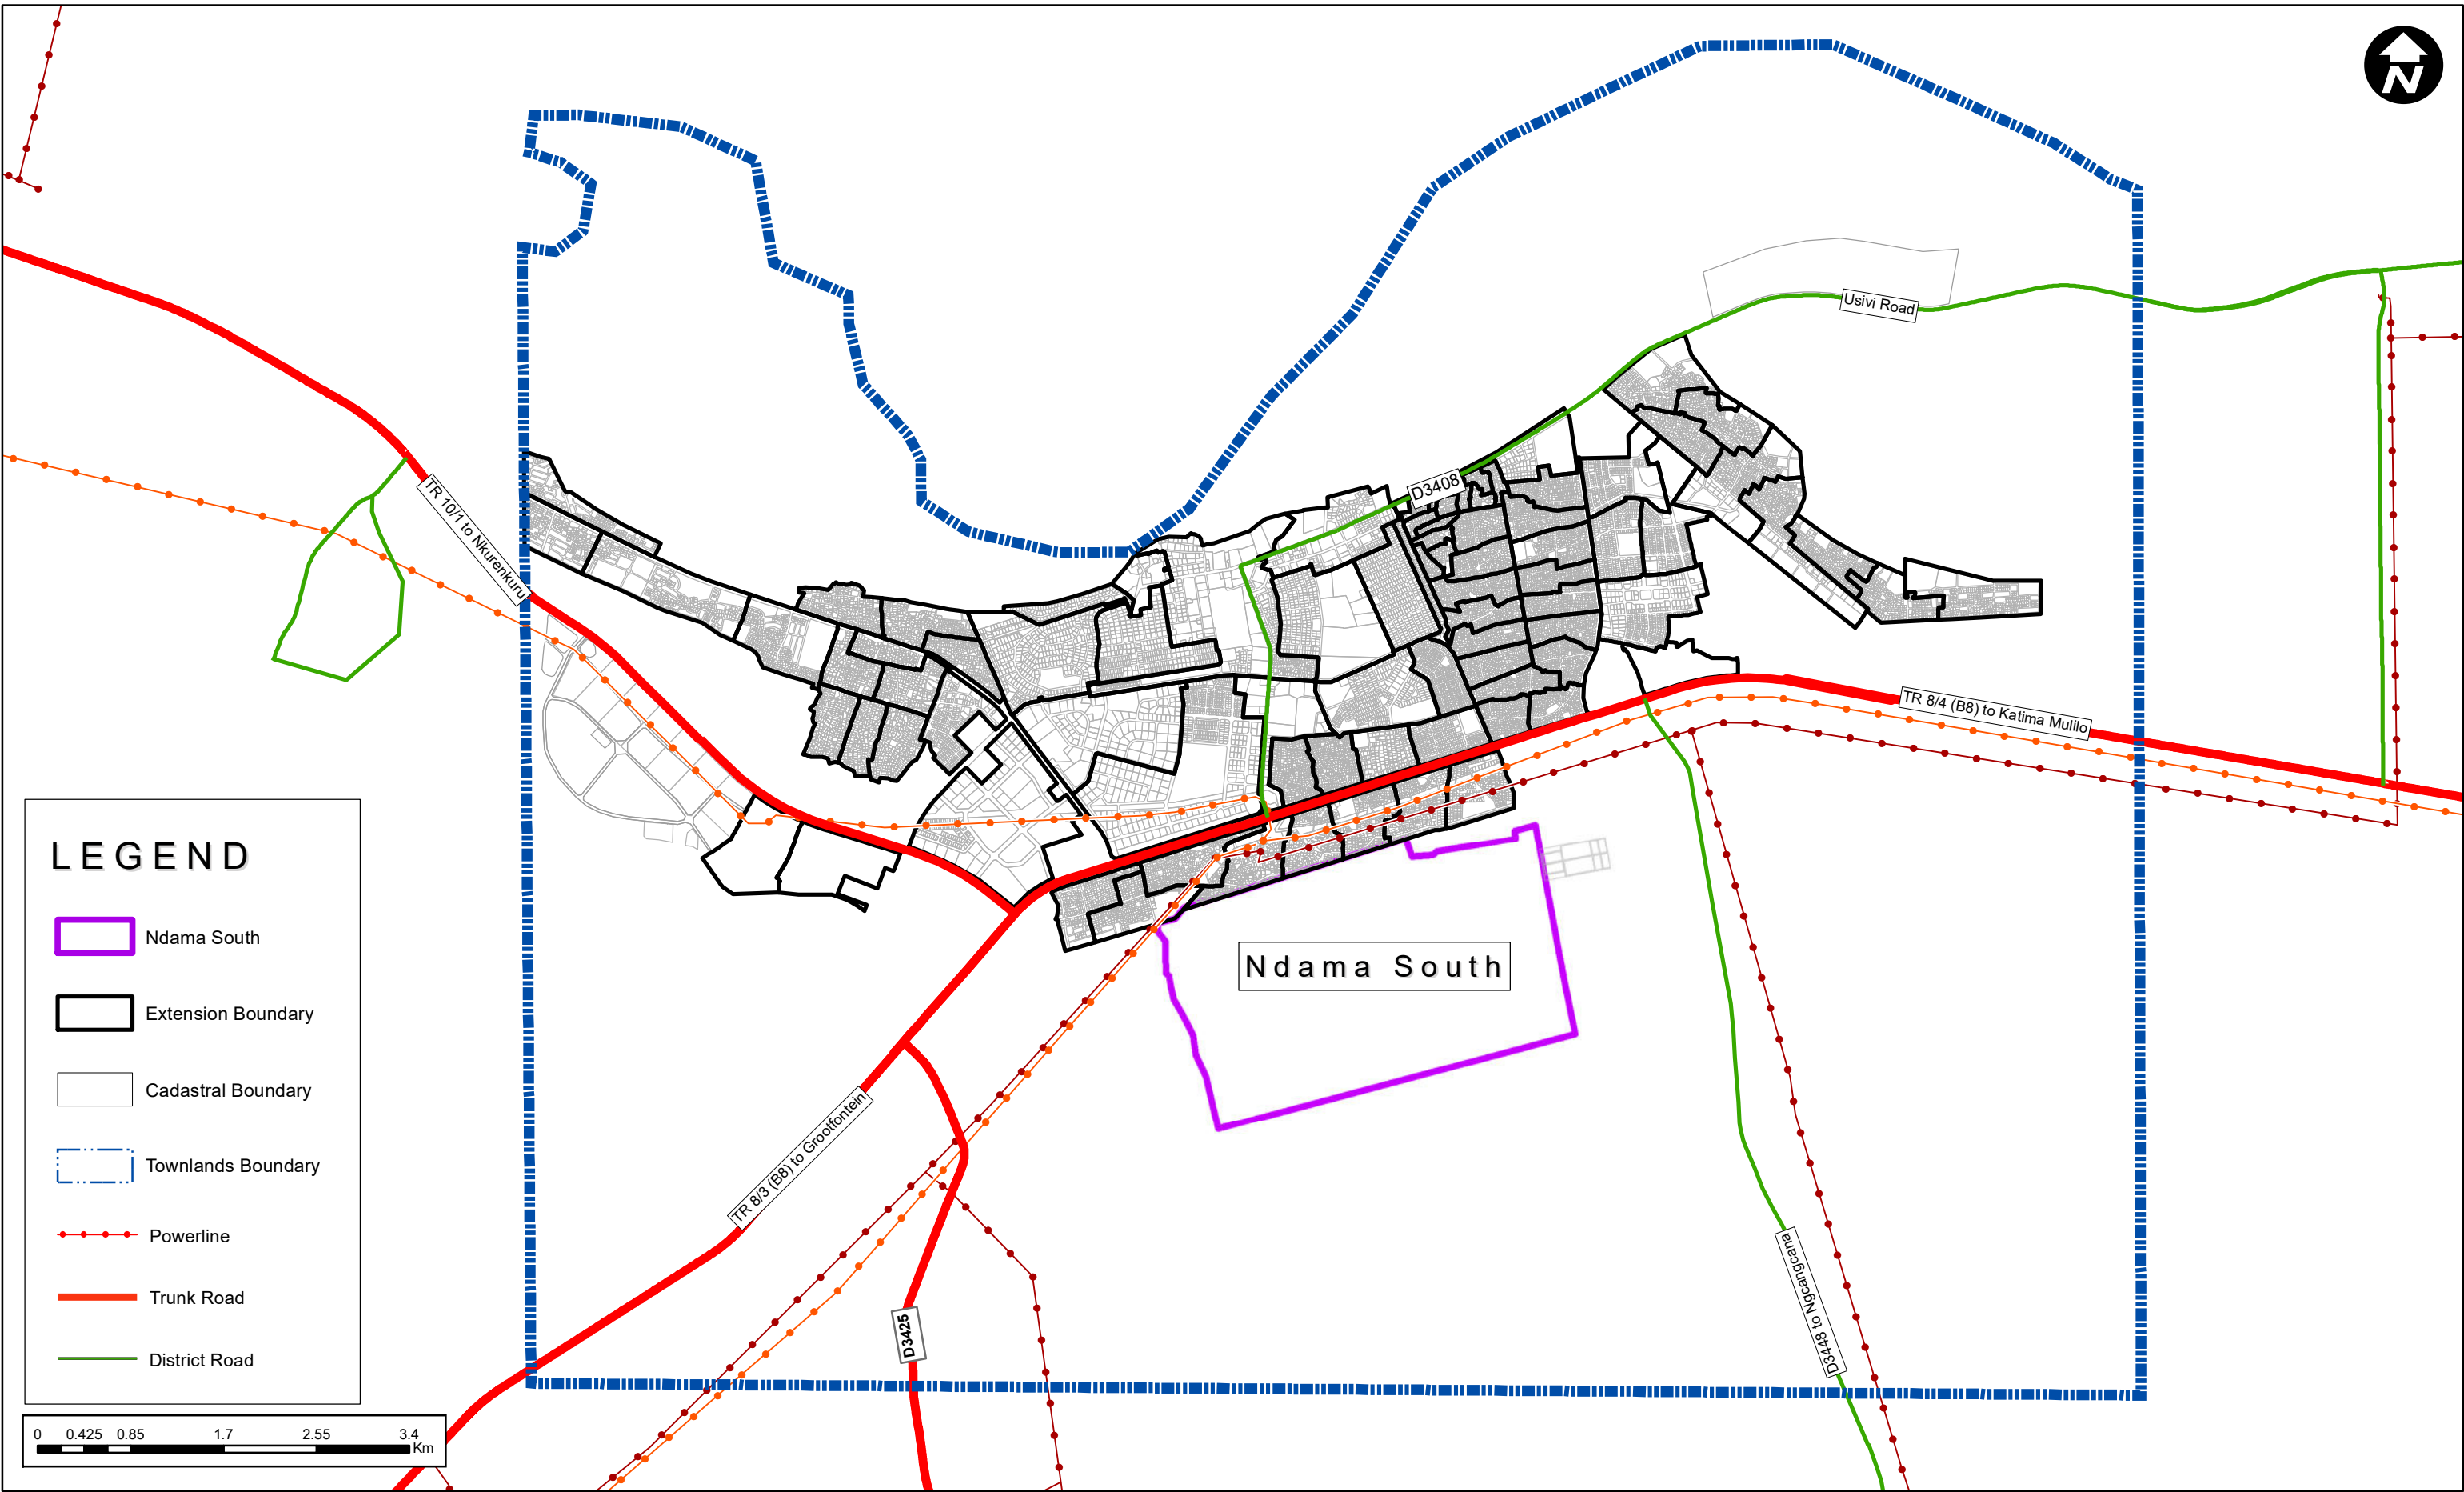 N
Usivi Road
D3408
TR 10/1 to Nkurenkuru
TR 8/4 (B8) to Katima Mulilo
Ndama South
TR 8/3 (B8) to Grootfontein
D3425
D3448 to Ngcangcana
LEGEND
Ndama South
Extension Boundary
Cadastral Boundary
Townlands Boundary
Powerline
Trunk Road
District Road
0 0.425 0.85 1.7 2.55 3.4
Km